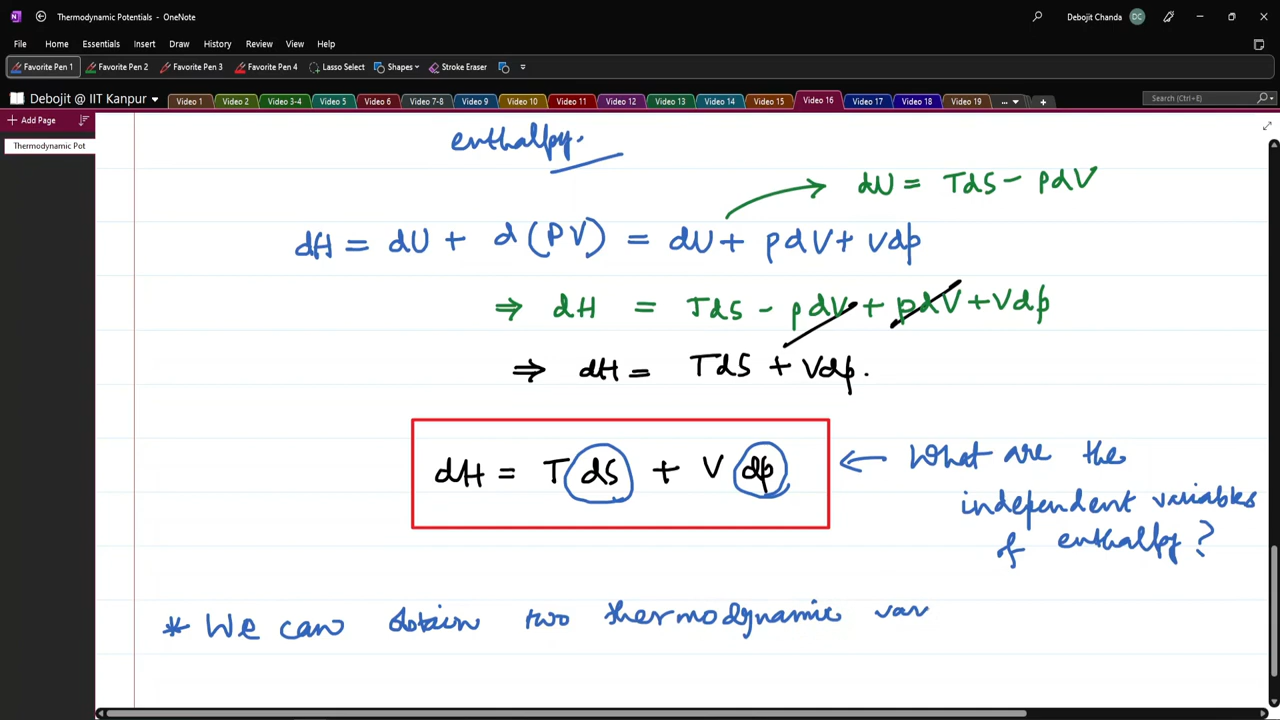 Thermodynamic Potentials - OneNote
Debojit Chanda DC
File Home Essentials Insert Draw History Review View Help
Favorite Pen 1 Favorite Pen 2 Favorite Pen 3 Favorite Pen 4 Lasso Select Shapes Stroke Eraser
Debojit @ IIT Kanpur Video 1 Video 2 Video 3-4 Video 5 Video 6 Video 7-8 Video 9 Video 10 Video 11 Video 12 Video 13 Video 14 Video 15 Video 16 Video 17 Video 18 Video 19 ... Search (Ctrl+E)
Add Page
Thermodynamic Pot
enthalpy.
dU = TdS - pdV
dH = dU + d(PV) = dU + pdV + Vdp
⇒ dH = TdS - pdV + pdV + Vdp
⇒ dH = TdS + Vdp.
dH = T dS + V dp ← What are the
independent variables
of enthalpy?
* We can obtain two thermodynamic var